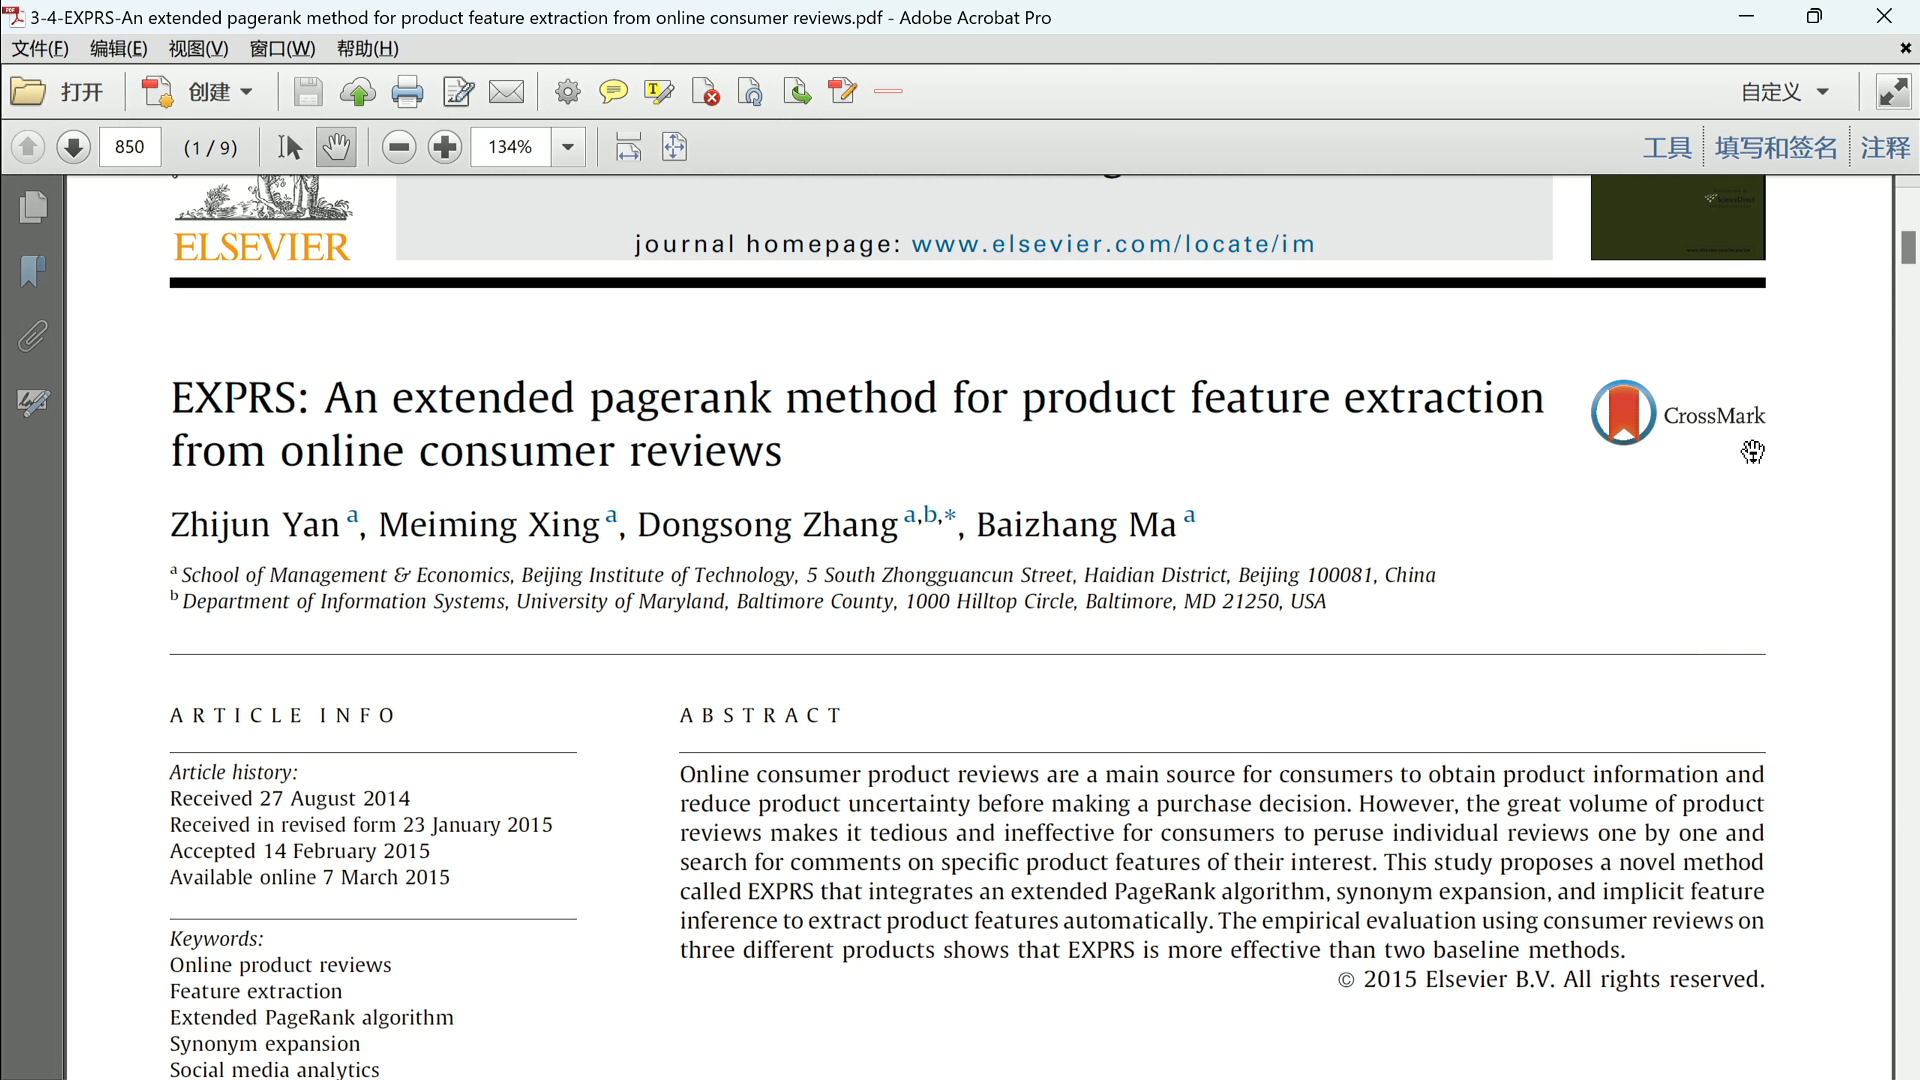 3-4-EXPRS-An extended pagerank method for product feature extraction from online consumer reviews.pdf - Adobe Acrobat Pro
文件(F) 编辑(E) 视图(V) 窗口(W) 帮助(H)
打开 创建 自定义
850 (1 / 9) 134% 工具 填写和签名 注释
ELSEVIER
journal homepage: www.elsevier.com/locate/im
EXPRS: An extended pagerank method for product feature extraction
from online consumer reviews
CrossMark
Zhijun Yan a, Meiming Xing a, Dongsong Zhang a,b,*, Baizhang Ma a
a School of Management & Economics, Beijing Institute of Technology, 5 South Zhongguancun Street, Haidian District, Beijing 100081, China
b Department of Information Systems, University of Maryland, Baltimore County, 1000 Hilltop Circle, Baltimore, MD 21250, USA
ARTICLE INFO
Article history:
Received 27 August 2014
Received in revised form 23 January 2015
Accepted 14 February 2015
Available online 7 March 2015
Keywords:
Online product reviews
Feature extraction
Extended PageRank algorithm
Synonym expansion
Social media analytics
ABSTRACT
Online consumer product reviews are a main source for consumers to obtain product information and
reduce product uncertainty before making a purchase decision. However, the great volume of product
reviews makes it tedious and ineffective for consumers to peruse individual reviews one by one and
search for comments on specific product features of their interest. This study proposes a novel method
called EXPRS that integrates an extended PageRank algorithm, synonym expansion, and implicit feature
inference to extract product features automatically. The empirical evaluation using consumer reviews on
three different products shows that EXPRS is more effective than two baseline methods.
© 2015 Elsevier B.V. All rights reserved.